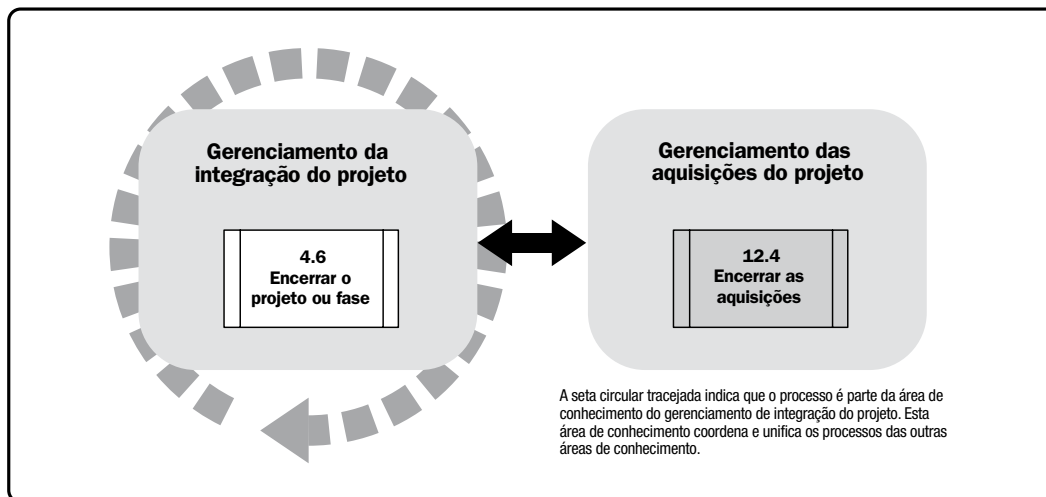 Gerenciamento da
integração do projeto
4.6
Encerrar o
projeto ou fase
Gerenciamento das
aquisições do projeto
12.4
Encerrar as
aquisições
A seta circular tracejada indica que o processo é parte da área de
conhecimento do gerenciamento de integração do projeto. Esta
área de conhecimento coordena e unifica os processos das outras
áreas de conhecimento.